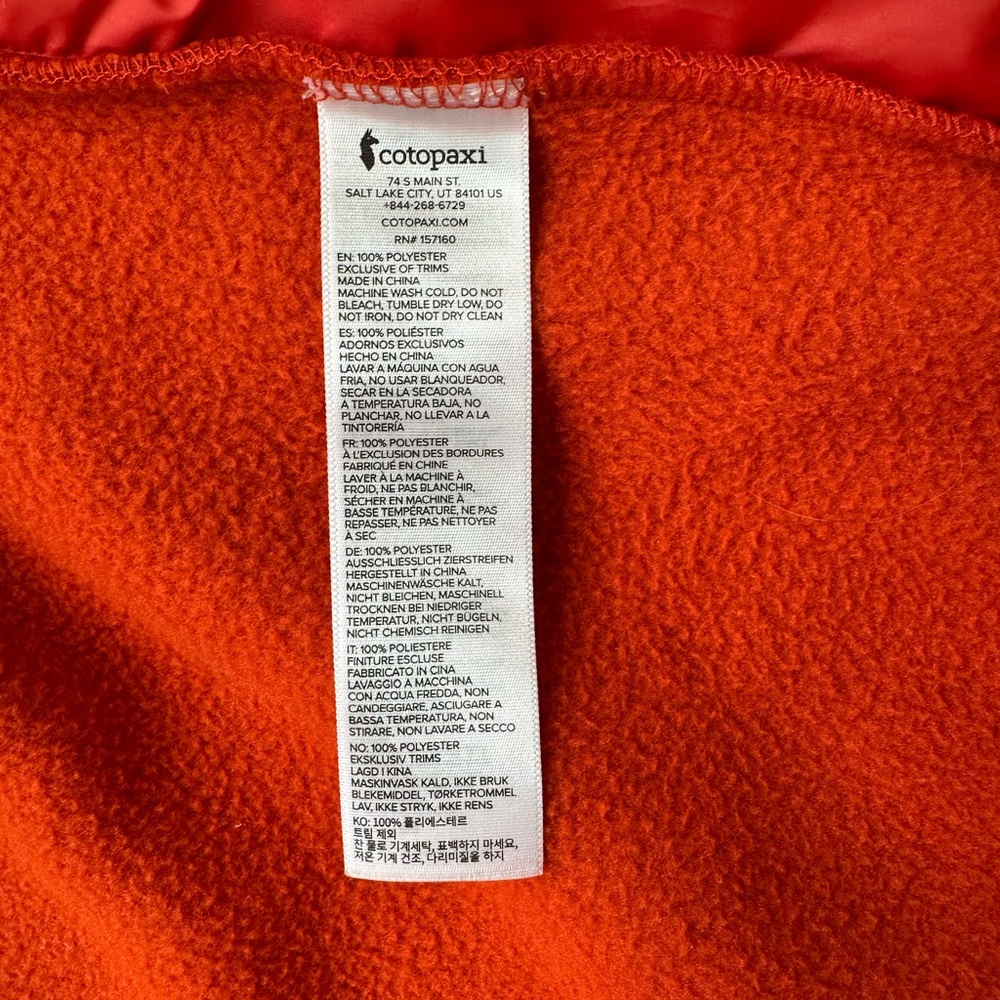 cotopaxi
74 S MAIN ST.
SALT LAKE CITY, UT 84101 US
+844-268-6729
COTOPAXI.COM
RN# 157160
EN: 100% POLYESTER
EXCLUSIVE OF TRIMS
MADE IN CHINA
MACHINE WASH COLD, DO NOT
BLEACH, TUMBLE DRY LOW, DO
NOT IRON, DO NOT DRY CLEAN
ES: 100% POLIÉSTER
ADORNOS EXCLUSIVOS
HECHO EN CHINA
LAVAR A MÁQUINA CON AGUA
FRIA, NO USAR BLANQUEADOR,
SECAR EN LA SECADORA
A TEMPERATURA BAJA, NO
PLANCHAR, NO LLEVAR A LA
TINTORERÍA
FR: 100% POLYESTER
À L'EXCLUSION DES BORDURES
FABRIQUÉ EN CHINE
LAVER À LA MACHINE À
FROID, NE PAS BLANCHIR,
SÉCHER EN MACHINE À
BASSE TEMPÉRATURE, NE PAS
REPASSER, NE PAS NETTOYER
À SEC
DE: 100% POLYESTER
AUSSCHLIESSLICH ZIERSTREIFEN
HERGESTELLT IN CHINA
MASCHINENWÄSCHE KALT,
NICHT BLEICHEN, MASCHINELL
TROCKNEN BEI NIEDRIGER
TEMPERATUR, NICHT BÜGELN,
NICHT CHEMISCH REINIGEN
IT: 100% POLIESTERE
FINITURE ESCLUSE
FABBRICATO IN CINA
LAVAGGIO A MACCHINA
CON ACQUA FREDDA, NON
CANDEGGIARE, ASCIUGARE A
BASSA TEMPERATURA, NON
STIRARE, NON LAVARE A SECCO
NO: 100% POLYESTER
EKSKLUSIV TRIMS
LAGD I KINA
MASKINVASK KALD, IKKE BRUK
BLEKEMIDDEL, TØRKETROMMEL
LAV, IKKE STRYK, IKKE RENS
KO: 100% 폴리에스테르
트림 제외
찬 물로 기계세탁, 표백하지 마세요,
저온 기계 건조, 다리미질을 하지